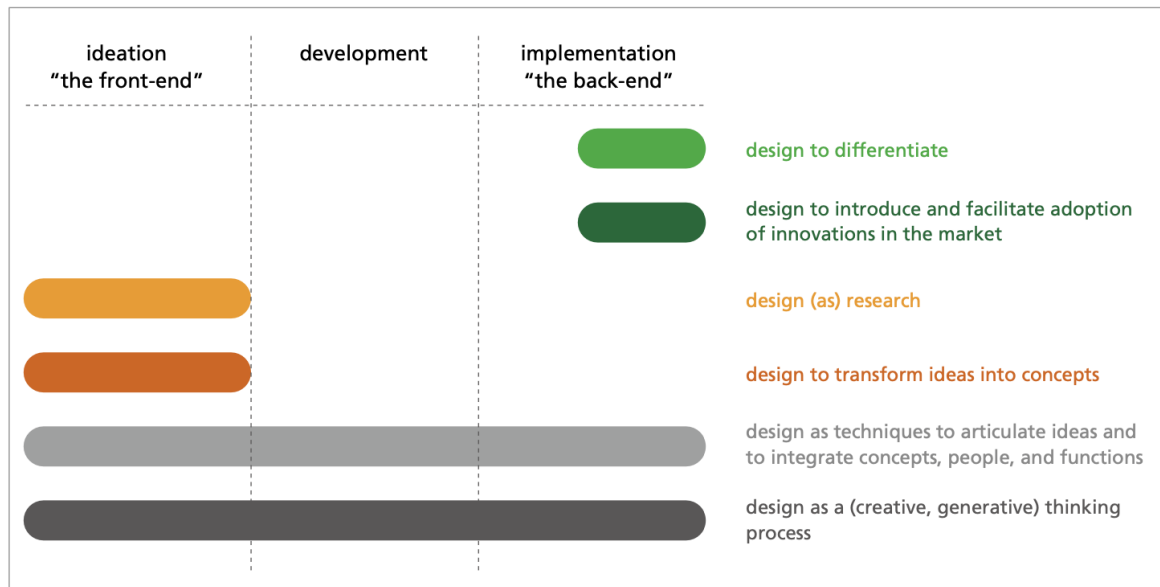 ideation
“the front-end”
development
implementation
“the back-end”
design to differentiate
design to introduce and facilitate adoption
of innovations in the market
design (as) research
design to transform ideas into concepts
design as techniques to articulate ideas and
to integrate concepts, people, and functions
design as a (creative, generative) thinking
process